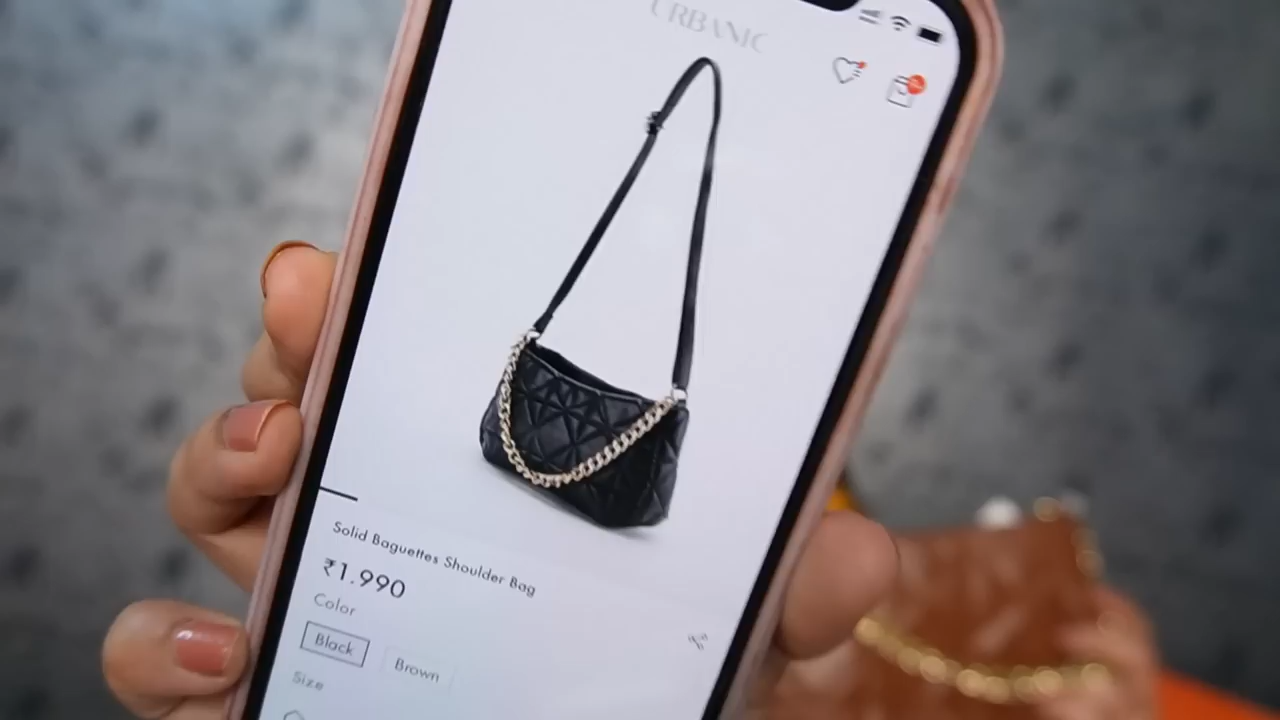 URBANIC
Solid Baguettes Shoulder Bag
₹1.990
Color
Black
Brown
Size